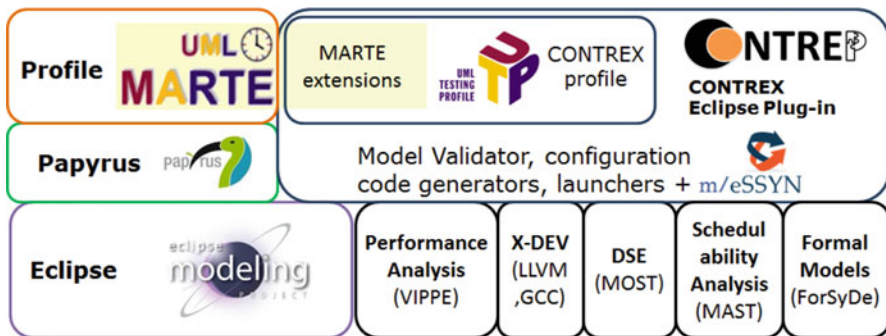 Profile
UML
MARTE
MARTE
extensions
UML
TESTING
PROFILE
UTP
CONTREX
profile
CONTREP
CONTREX
Eclipse Plug-in
Papyrus
papyrus
Model Validator, configuration
code generators, launchers + m/eSSYN
Eclipse
eclipse
modeling
PROJECT
Performance
Analysis
(VIPPE)
X-DEV
(LLVM
,GCC)
DSE
(MOST)
Schedul
ability
Analysis
(MAST)
Formal
Models
(ForSyDe)